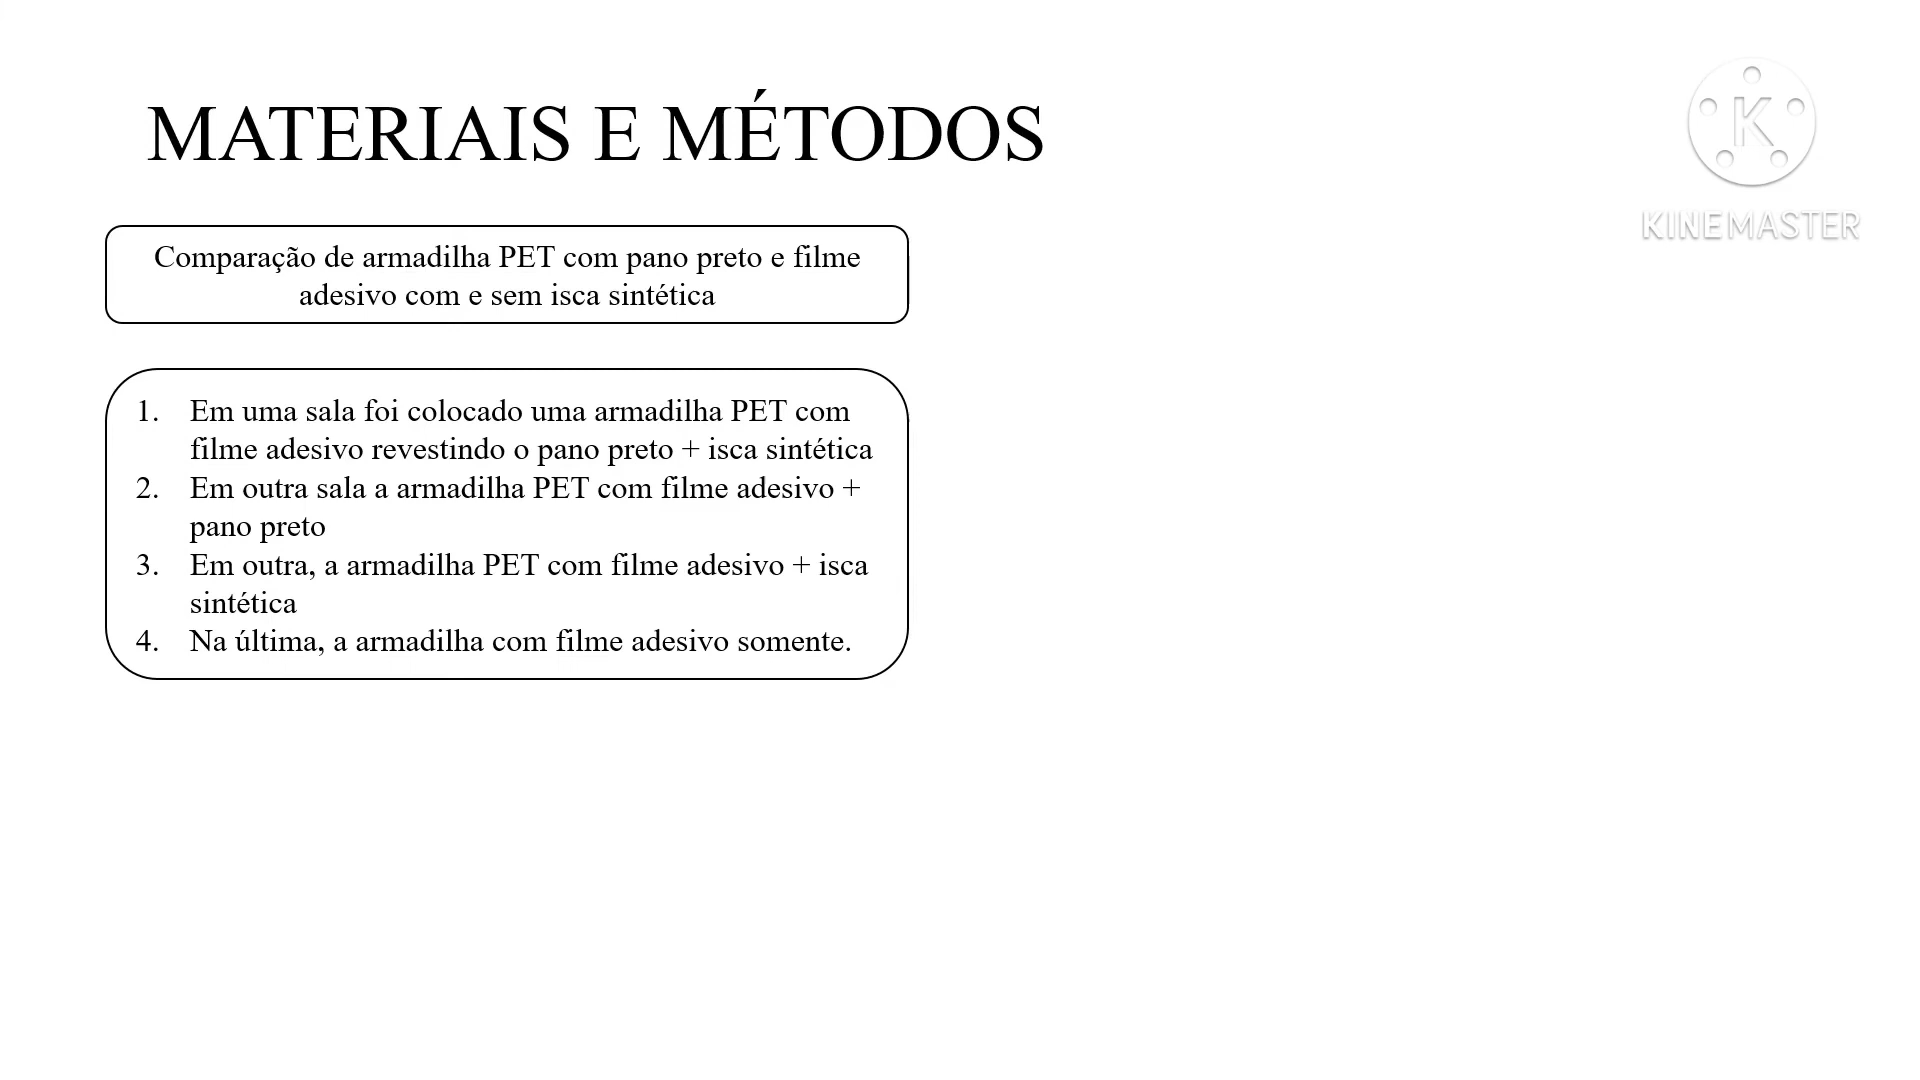 MATERIAIS E MÉTODOS
K
KINEMASTER
Comparação de armadilha PET com pano preto e filme
adesivo com e sem isca sintética
1. Em uma sala foi colocado uma armadilha PET com
filme adesivo revestindo o pano preto + isca sintética
2. Em outra sala a armadilha PET com filme adesivo +
pano preto
3. Em outra, a armadilha PET com filme adesivo + isca
sintética
4. Na última, a armadilha com filme adesivo somente.